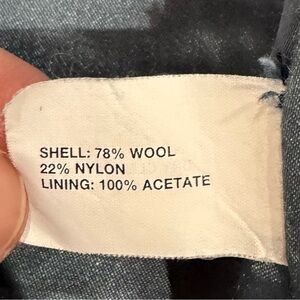 SHELL: 78% WOOL
22% NYLON
LINING: 100% ACETATE